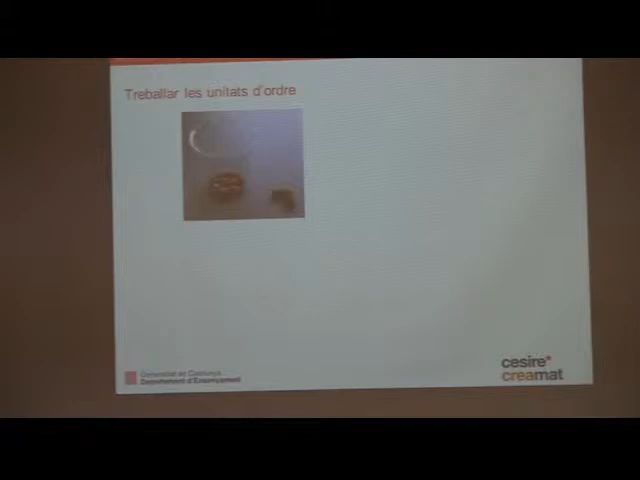 Treballar les unitats d'ordre
Generalitat de Catalunya
Departament d'Ensenyament
cesire*
creamat